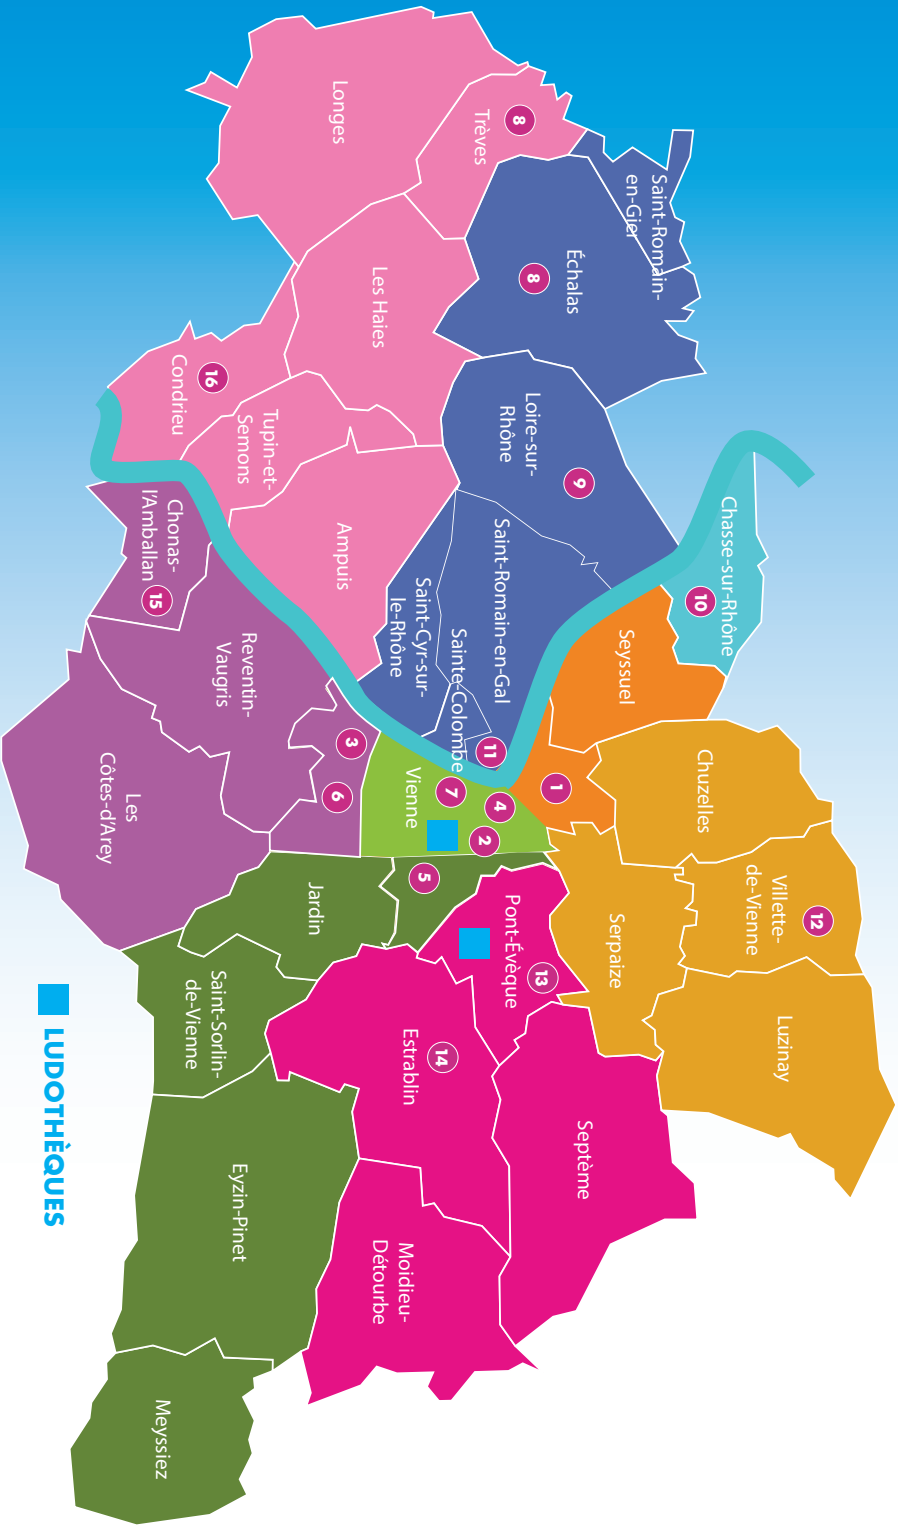 Longes
8
Trèves
Saint-Romain-
en-Gier
Échalas
8
Les Haies
16
Condrieu
Tupin-et-
Semons
Loire-sur-
Rhône
9
Ampuis
Saint-Romain-en-Gal
Saint-Cyr-sur-
le-Rhône
Sainte-Colombe
11
Chasse-sur-Rhône
10
Seyssuel
1
Chonas-
l'Amballan
15
Reventin-
Vaugris
3
6
Les
Côtes-d'Arey
Vienne
7
4
2
5
Chuzelles
Villette-
de-Vienne
12
Serpaize
Luzinay
Jardin
Pont-Évèque
13
Saint-Sorlin-
de-Vienne
Estrablin
14
Septème
Eyzin-Pinet
Moidieu-
Détourbe
Meyssiez
LUDOTHÈQUES